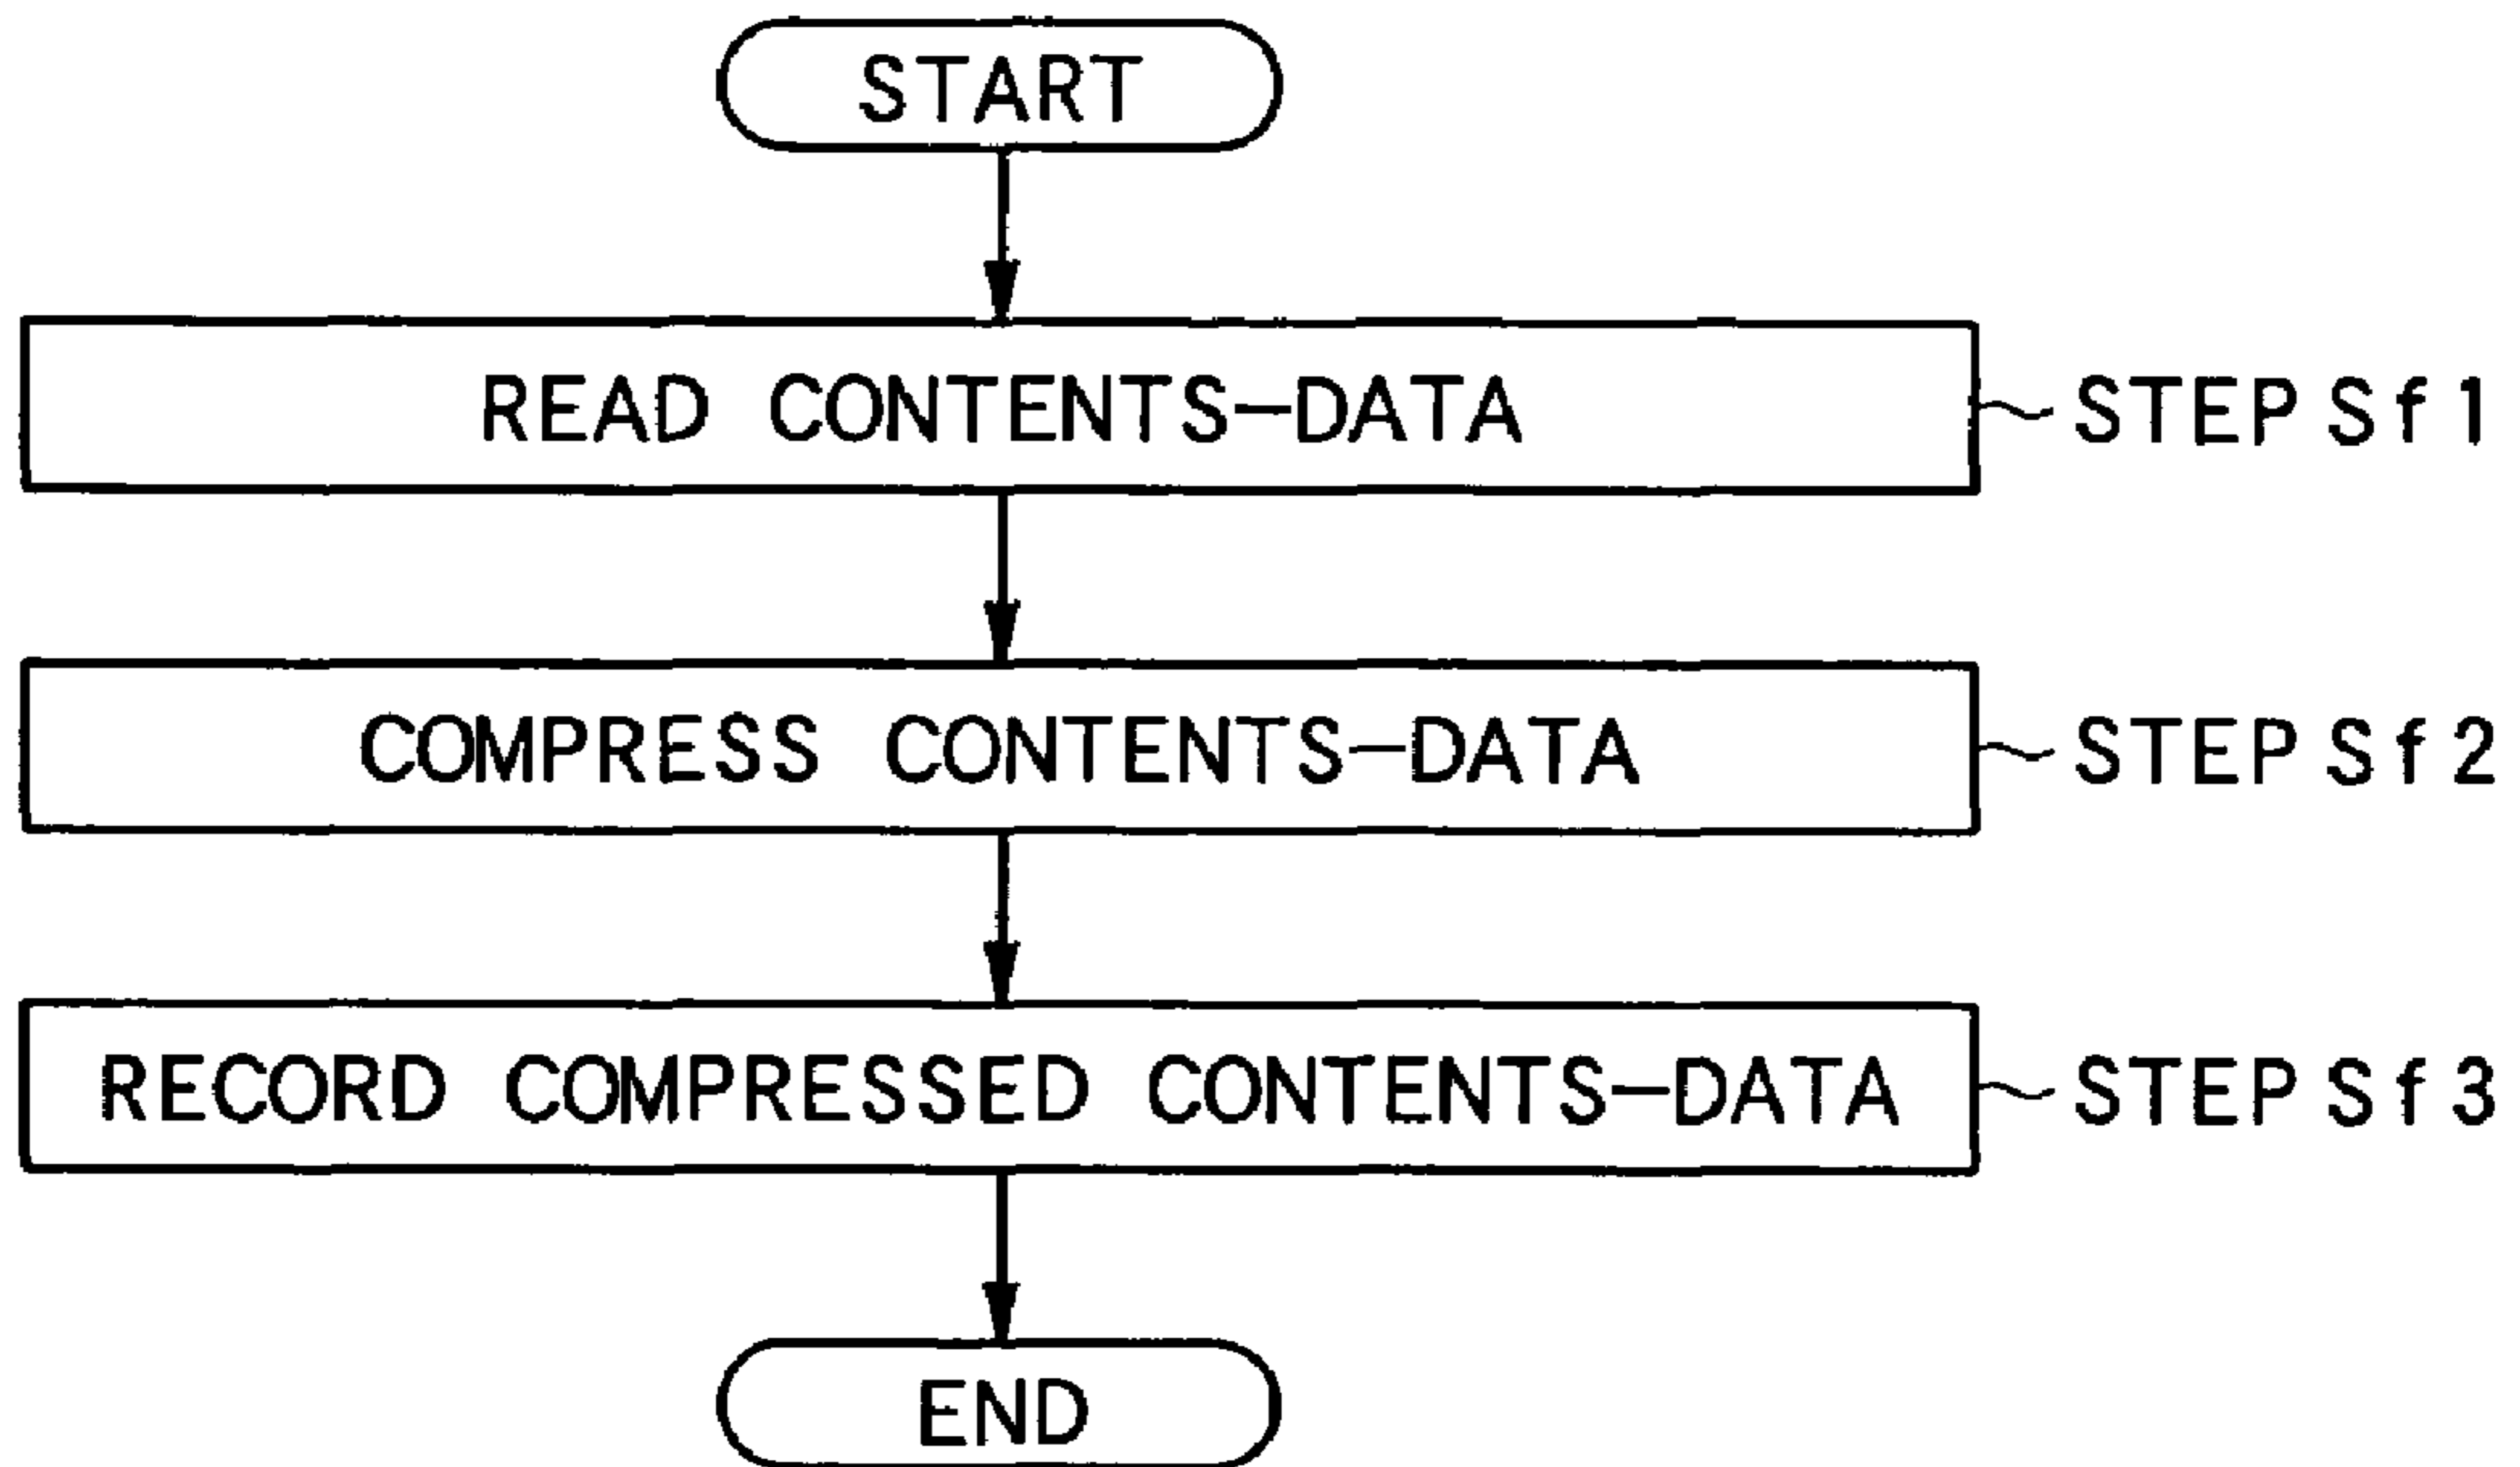 START
READ CONTENTS-DATA
STEP Sf1
COMPRESS CONTENTS-DATA
STEP Sf2
RECORD COMPRESSED CONTENTS-DATA
STEP Sf3
END